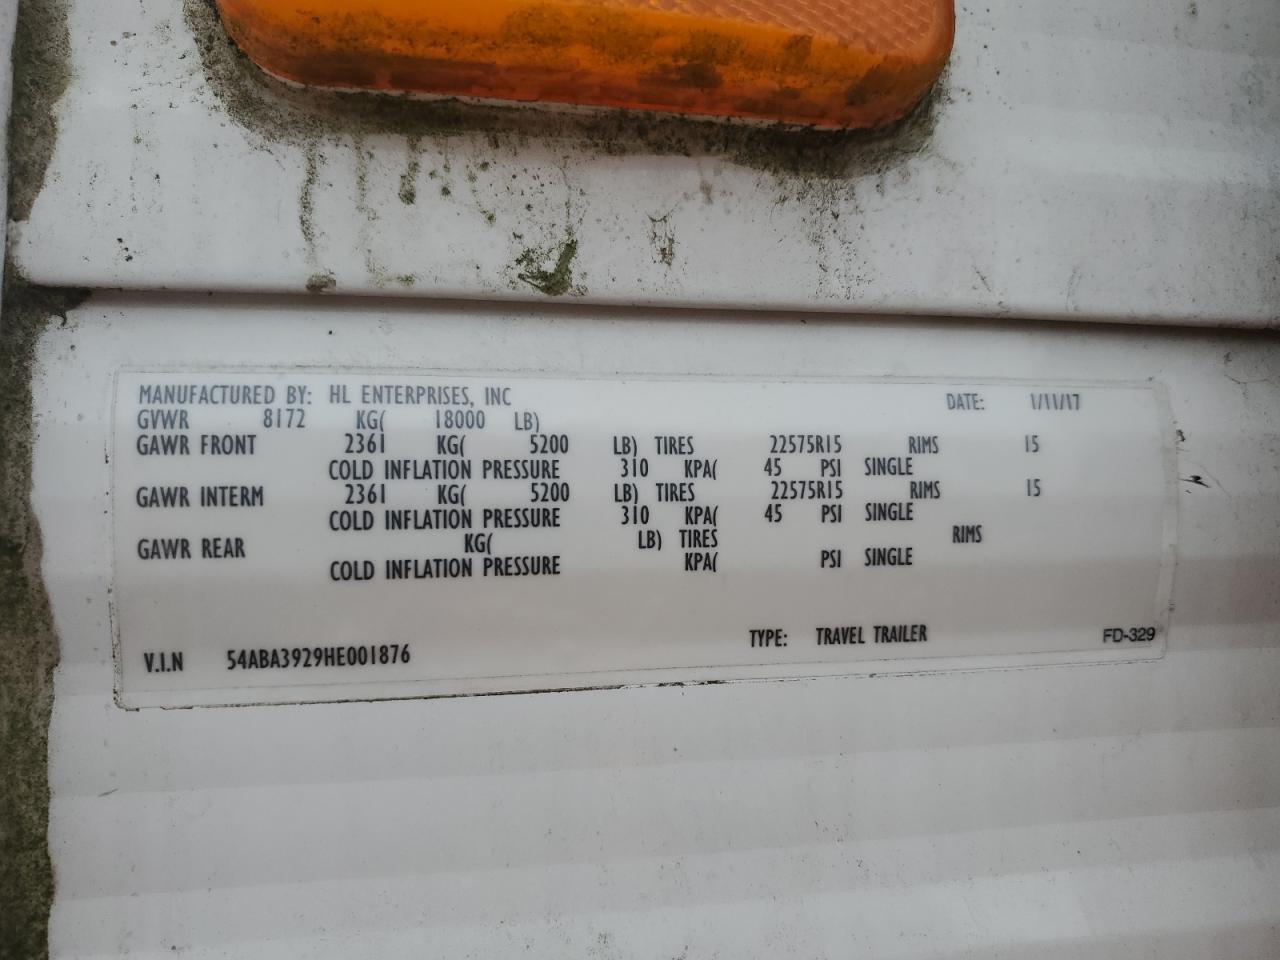 MANUFACTURED BY: HL ENTERPRISES, INC DATE: 1/11/17
GVWR 8172 KG( 18000 LB)
GAWR FRONT 2361 KG( 5200 LB) TIRES 22575R15 RIMS 15
COLD INFLATION PRESSURE 310 KPA( 45 PSI SINGLE
GAWR INTERM 2361 KG( 5200 LB) TIRES 22575R15 RIMS 15
COLD INFLATION PRESSURE 310 KPA( 45 PSI SINGLE
GAWR REAR KG( LB) TIRES RIMS
COLD INFLATION PRESSURE KPA( PSI SINGLE
V.I.N 54ABA3929HE001876 TYPE: TRAVEL TRAILER FD-329